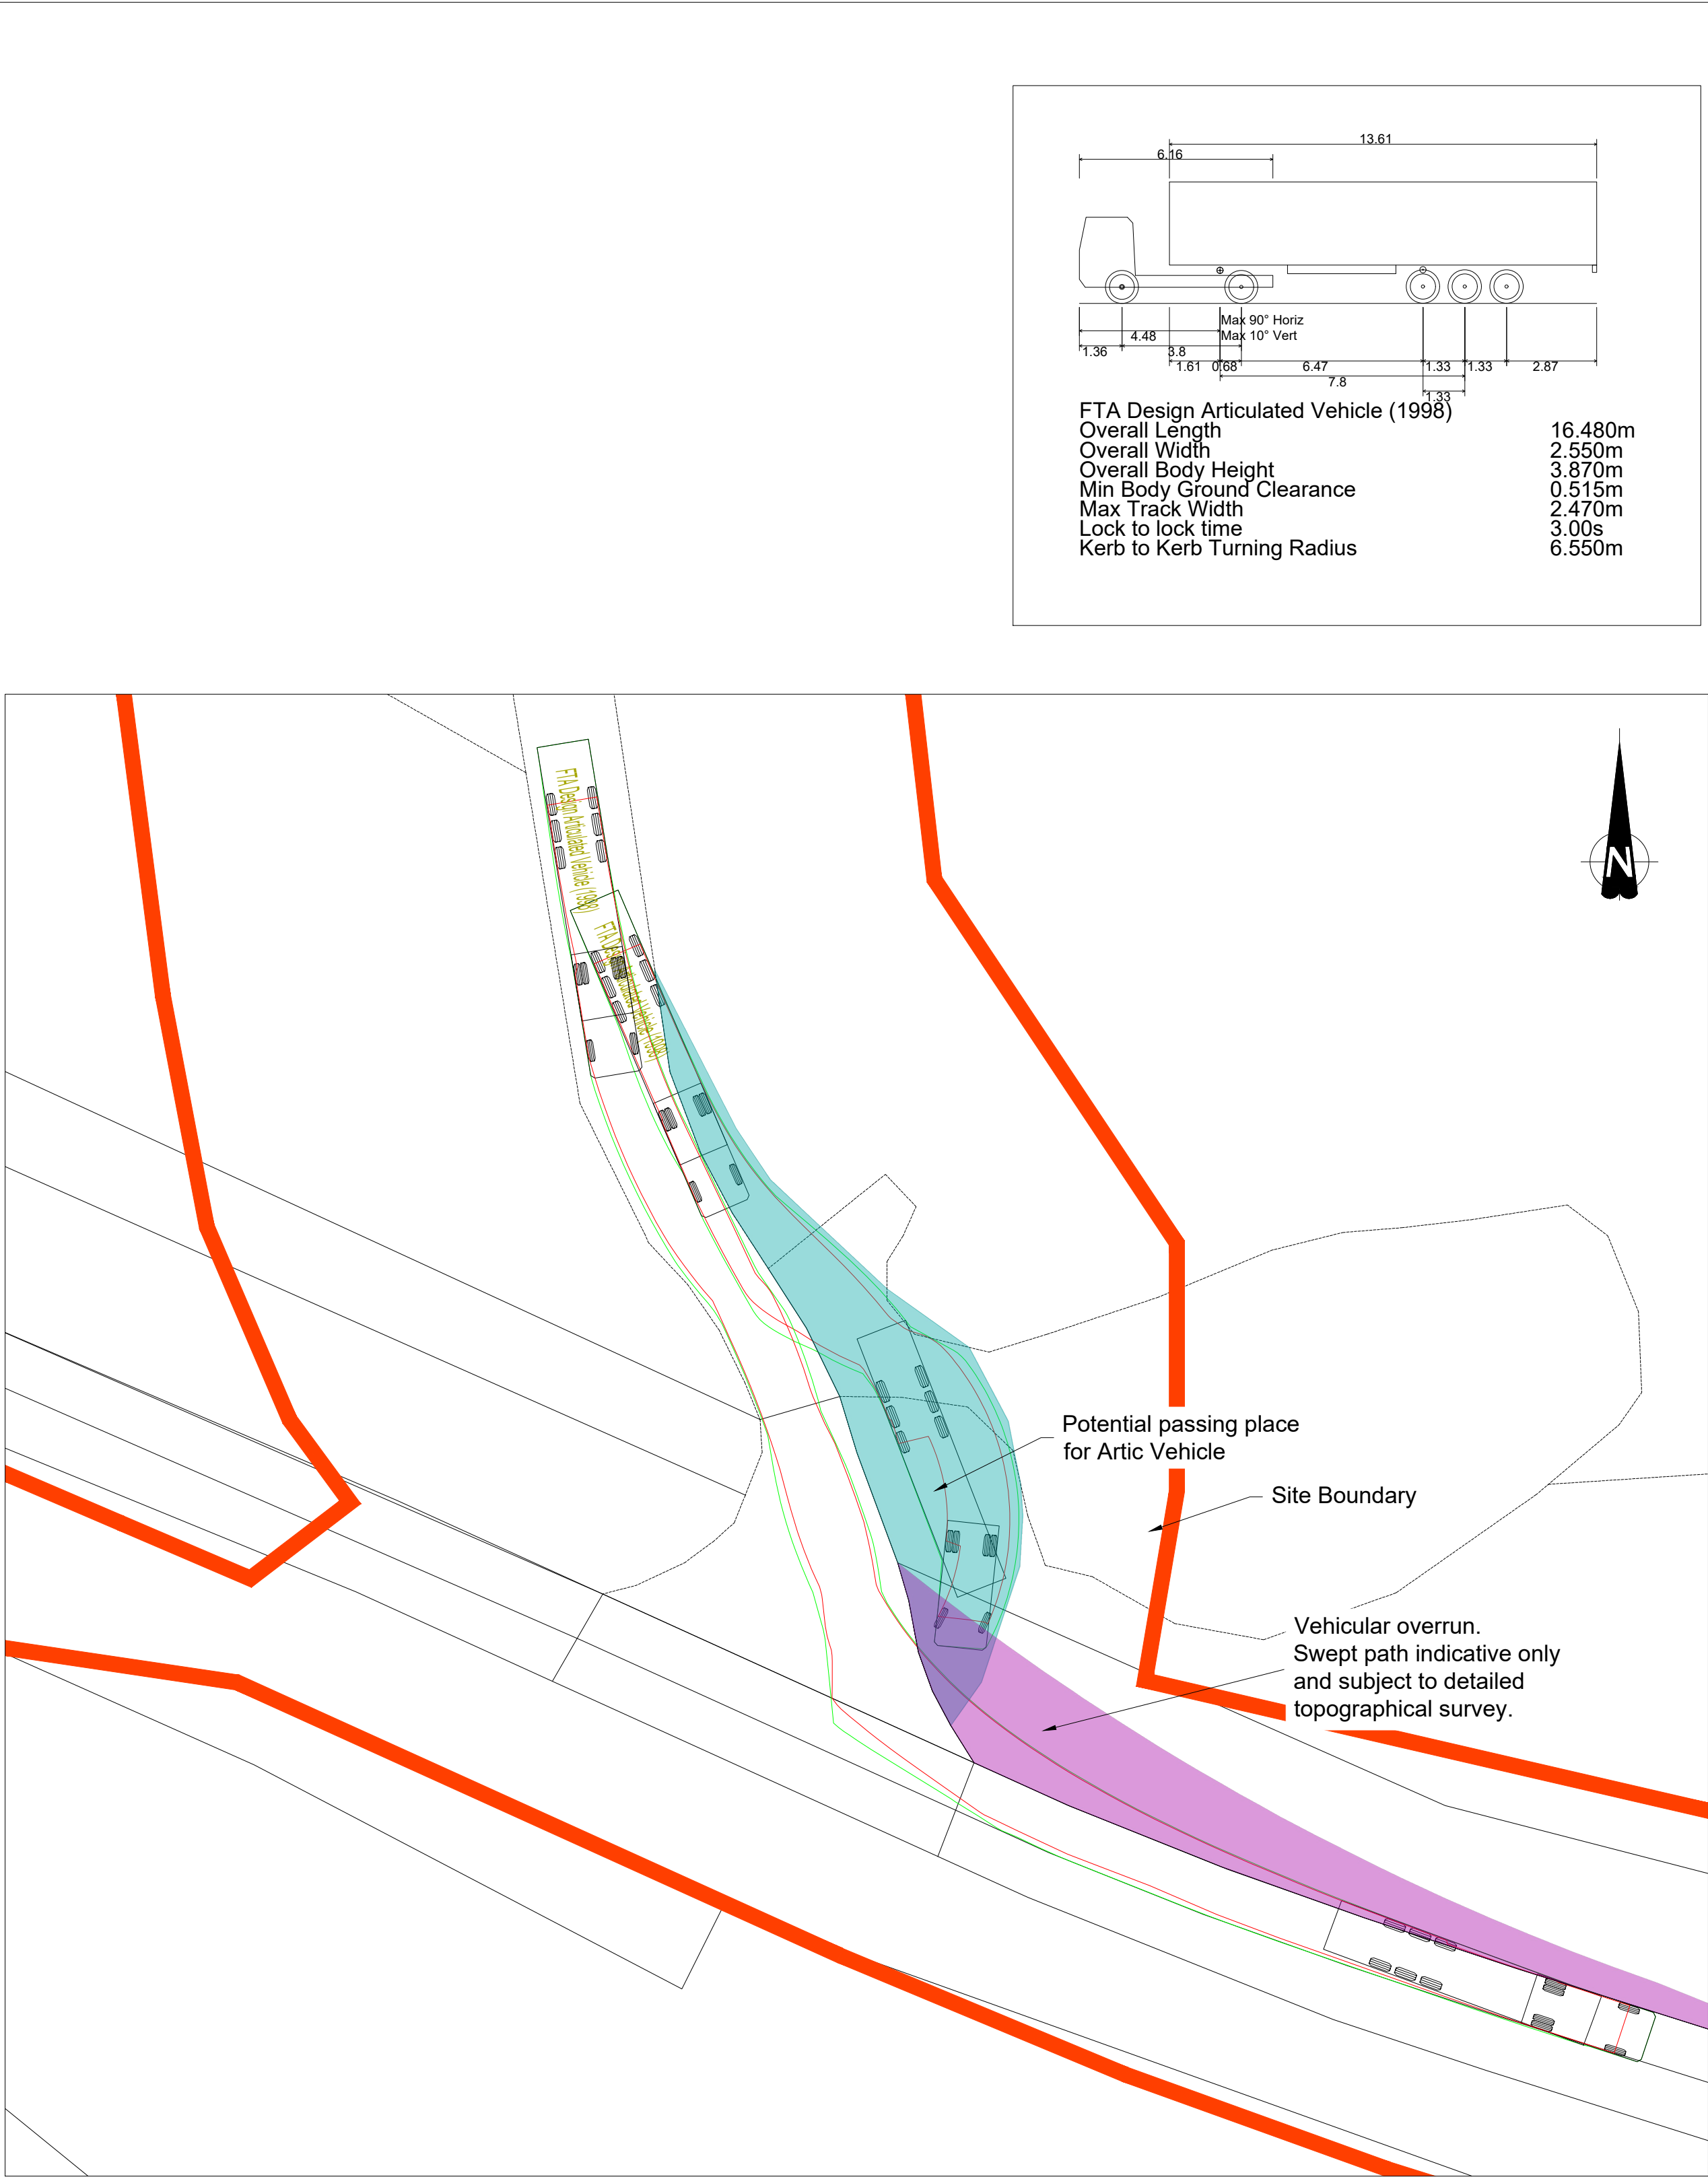 13.61
6.16
Max 90° Horiz
4.48 Max 10° Vert
1.36 3.8
1.61 0.68 6.47 1.33 1.33 2.87
7.8
1.33
FTA Design Articulated Vehicle (1998)
Overall Length 16.480m
Overall Width 2.550m
Overall Body Height 3.870m
Min Body Ground Clearance 0.515m
Max Track Width 2.470m
Lock to lock time 3.00s
Kerb to Kerb Turning Radius 6.550m
N
FTA Design Articulated Vehicle (1998)
FTA Design Articulated Vehicle (1998)
Potential passing place
for Artic Vehicle
Site Boundary
Vehicular overrun.
Swept path indicative only
and subject to detailed
topographical survey.